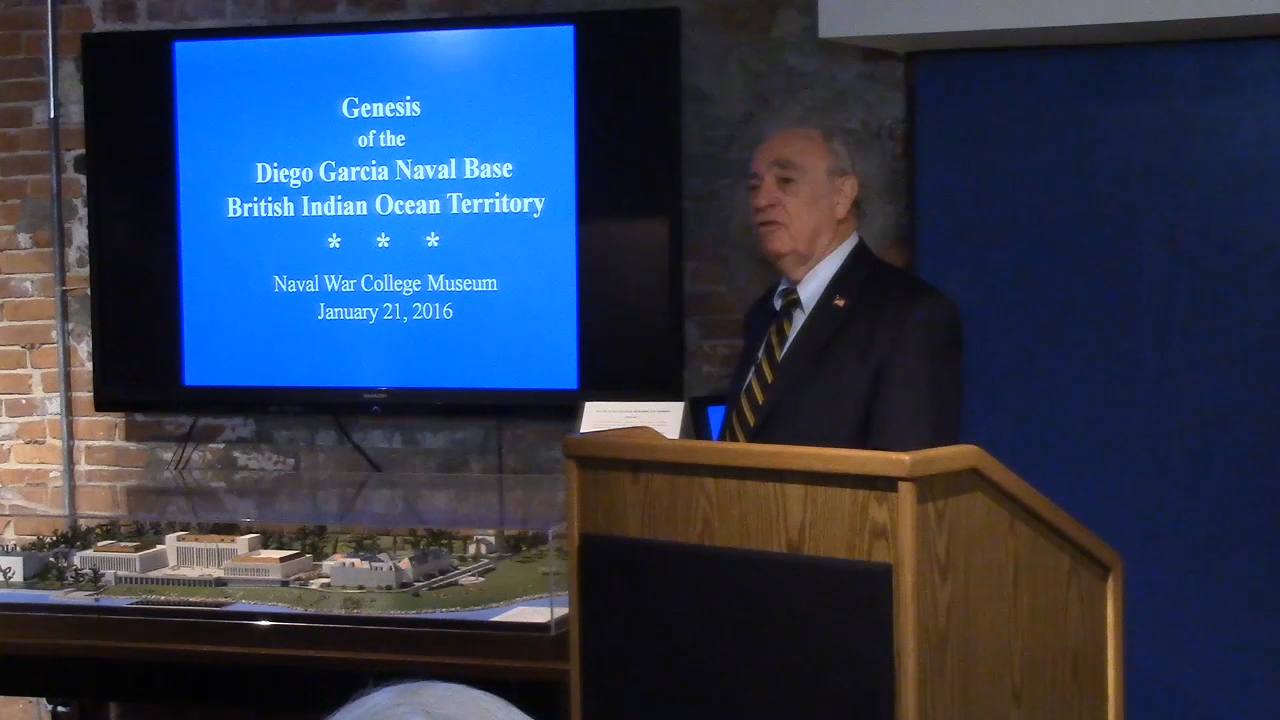 Genesis
of the
Diego Garcia Naval Base
British Indian Ocean Territory
* * *
Naval War College Museum
January 21, 2016
SHARP